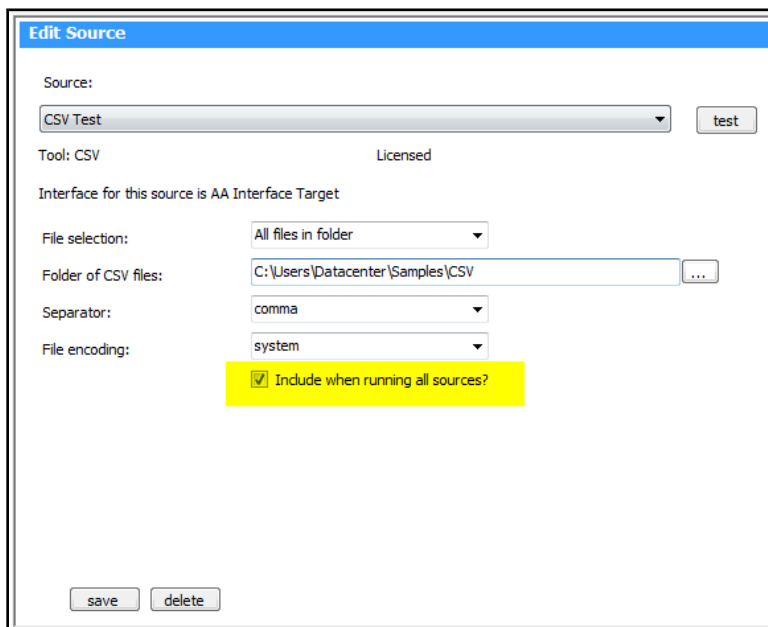 Edit Source
Source:
CSV Test
test
Tool: CSV Licensed
Interface for this source is AA Interface Target
File selection: All files in folder
Folder of CSV files: C:\Users\Datacenter\Samples\CSV ...
Separator: comma
File encoding: system
Include when running all sources?
save delete